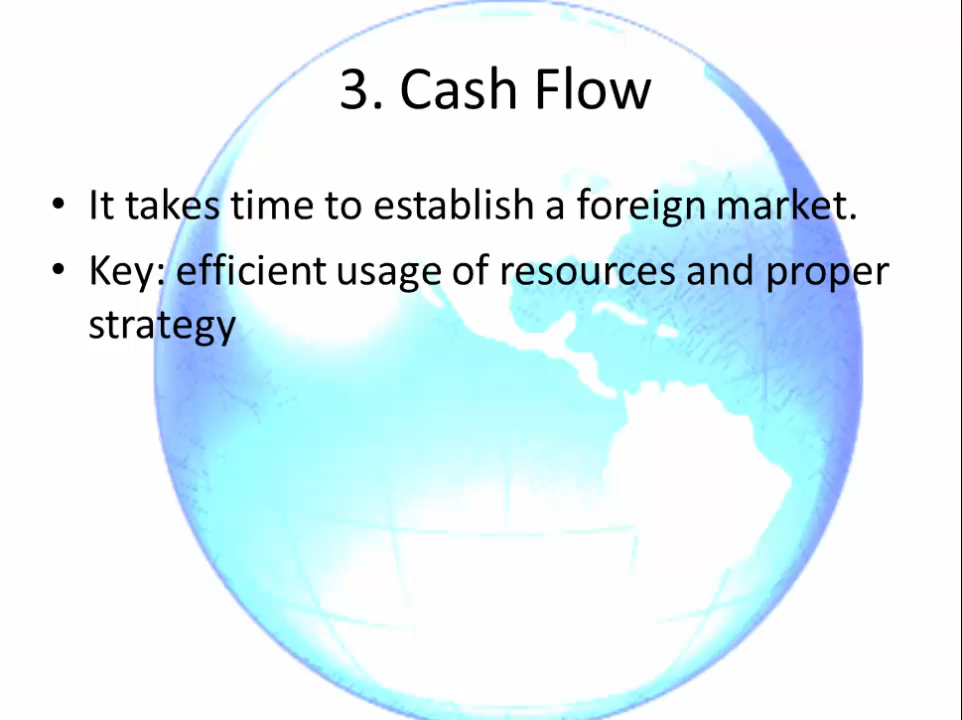 3. Cash Flow
• It takes time to establish a foreign market.
• Key: efficient usage of resources and proper
strategy